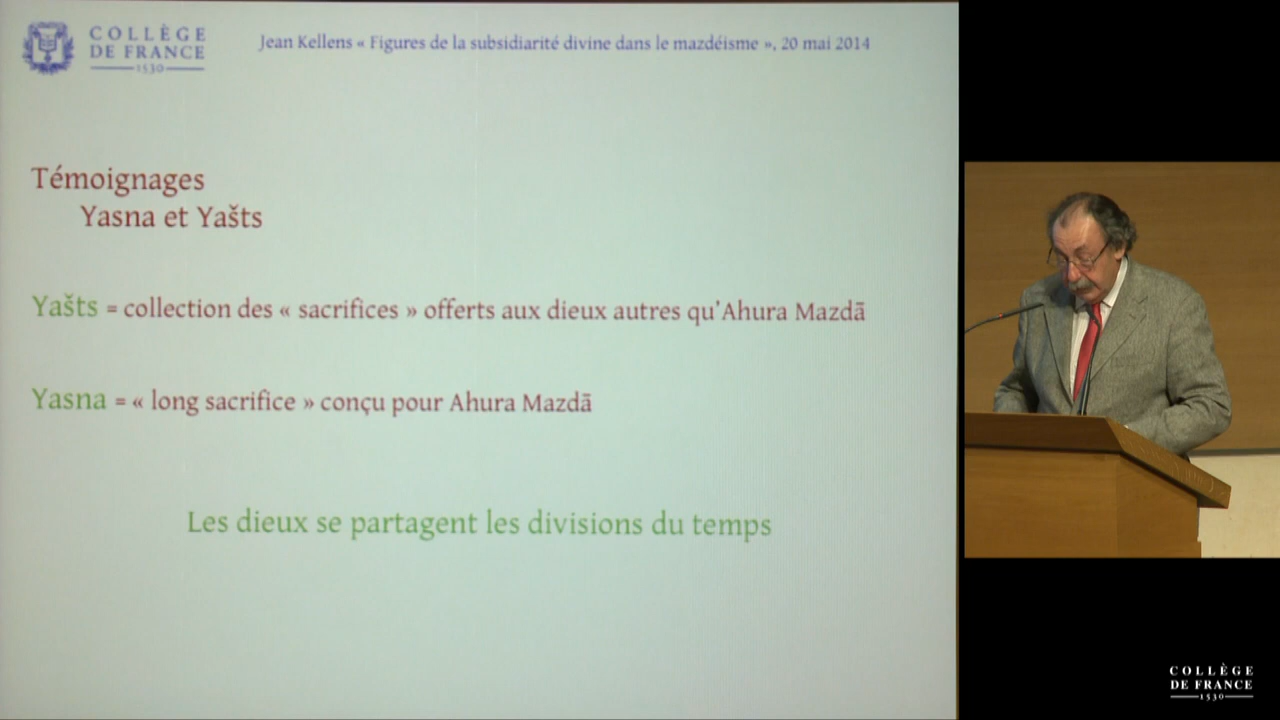 COLLÈGE
DE FRANCE
1530
Jean Kellens « Figures de la subsidiarité divine dans le mazdéisme », 20 mai 2014
Témoignages
Yasna et Yašts
Yašts = collection des « sacrifices » offerts aux dieux autres qu'Ahura Mazdā
Yasna = « long sacrifice » conçu pour Ahura Mazdā
Les dieux se partagent les divisions du temps
COLLÈGE
DE FRANCE
1530